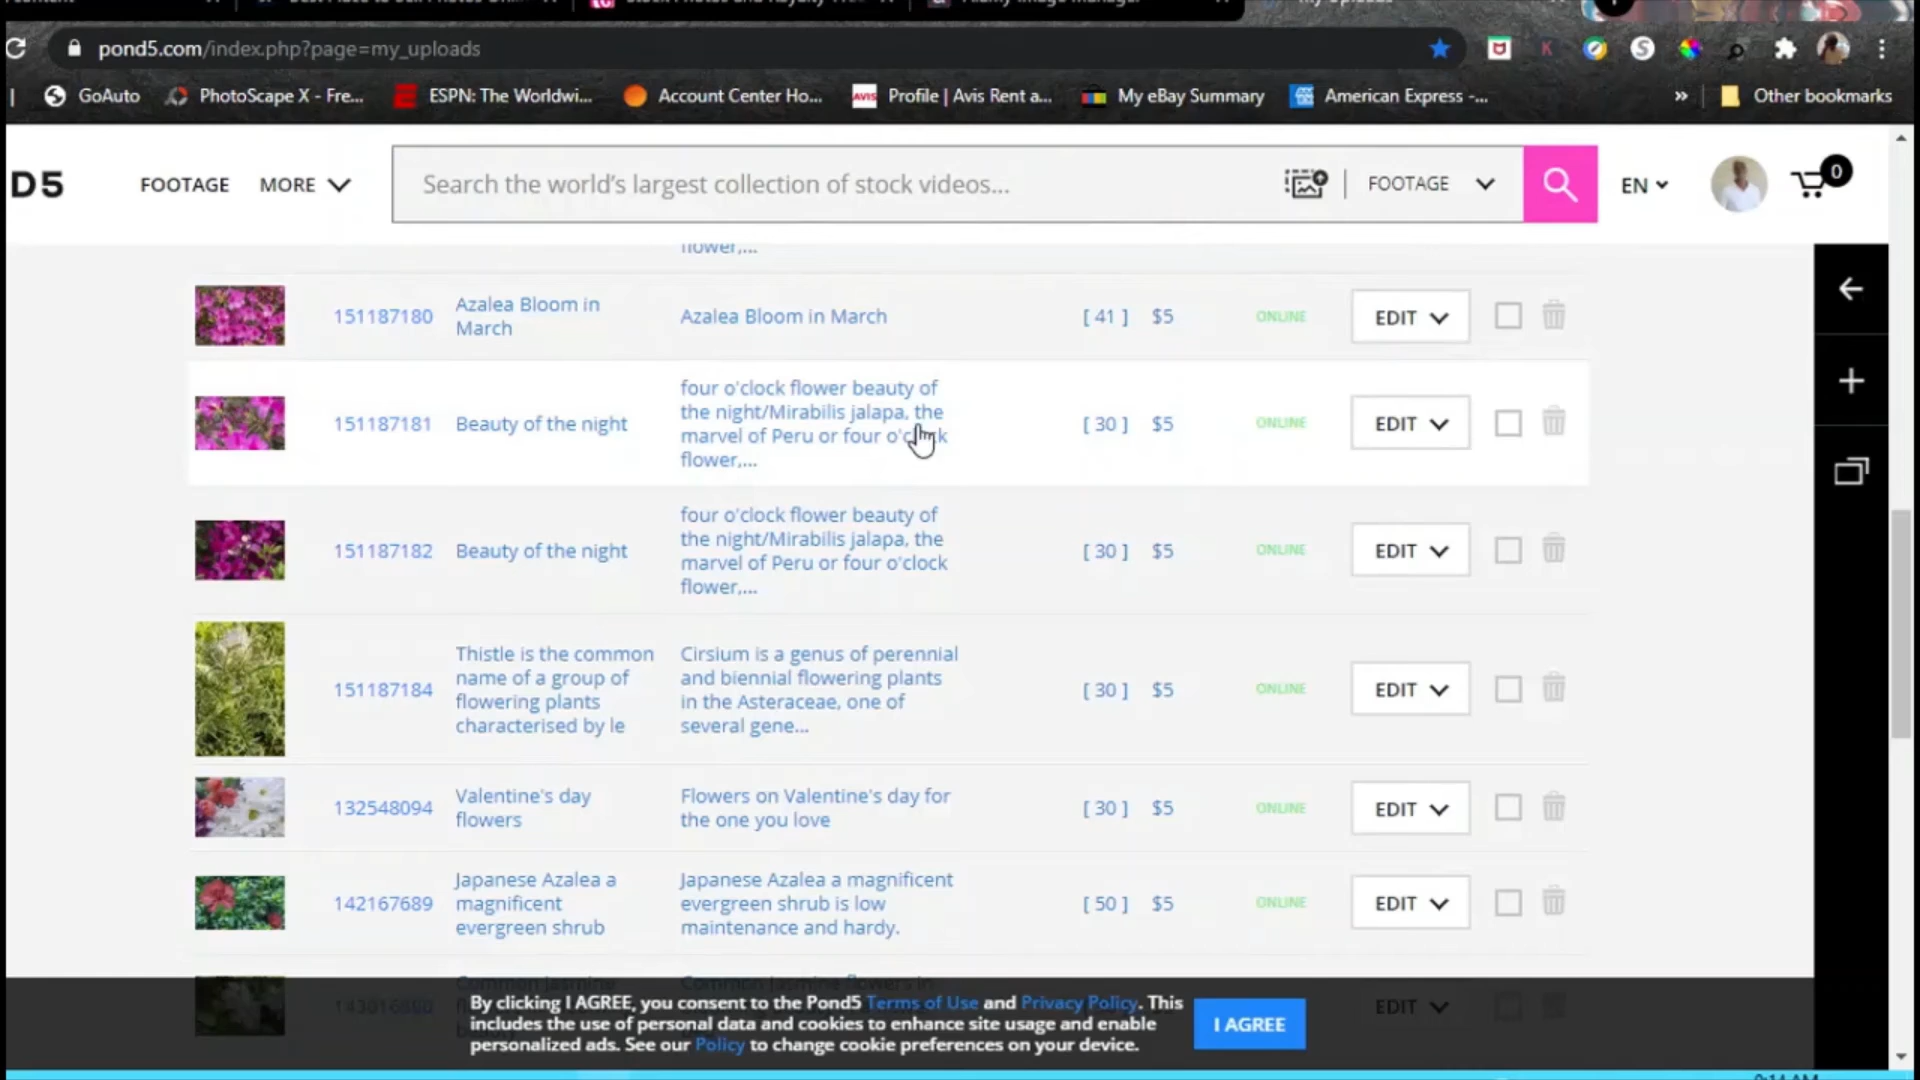 pond5.com/index.php?page=my_uploads
GoAuto PhotoScape X - Fre... ESPN: The Worldwi... Account Center Ho... AVIS Profile | Avis Rent a... My eBay Summary American Express -... » Other bookmarks
D5 FOOTAGE MORE Search the world's largest collection of stock videos... FOOTAGE EN 0
flower,...
151187180 Azalea Bloom in
March
Azalea Bloom in March [ 41 ] $5 ONLINE EDIT
151187181 Beauty of the night
four o'clock flower beauty of
the night/Mirabilis jalapa, the
marvel of Peru or four o'clock
flower,...
[ 30 ] $5 ONLINE EDIT
151187182 Beauty of the night
four o'clock flower beauty of
the night/Mirabilis jalapa, the
marvel of Peru or four o'clock
flower,...
[ 30 ] $5 ONLINE EDIT
151187184
Thistle is the common
name of a group of
flowering plants
characterised by le
Cirsium is a genus of perennial
and biennial flowering plants
in the Asteraceae, one of
several gene...
[ 30 ] $5 ONLINE EDIT
132548094
Valentine's day
flowers
Flowers on Valentine's day for
the one you love
[ 30 ] $5 ONLINE EDIT
142167689
Japanese Azalea a
magnificent
evergreen shrub
Japanese Azalea a magnificent
evergreen shrub is low
maintenance and hardy.
[ 50 ] $5 ONLINE EDIT
Common Jasmine
Common Jasmine flowers in
EDIT
By clicking I AGREE, you consent to the Pond5 Terms of Use and Privacy Policy. This
includes the use of personal data and cookies to enhance site usage and enable
personalized ads. See our Policy to change cookie preferences on your device.
I AGREE